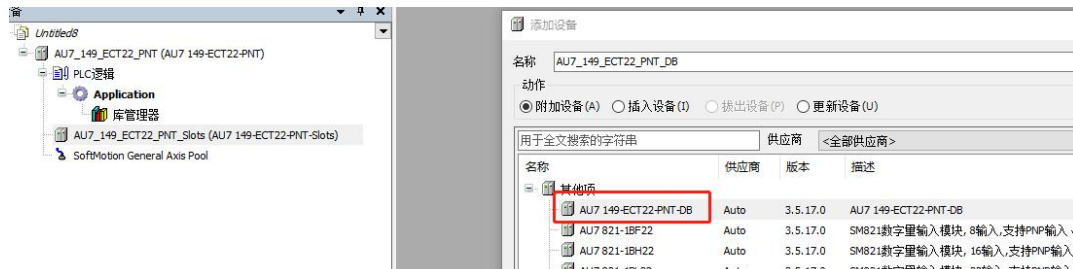 备
Untitled8
AU7_149_ECT22_PNT (AU7 149-ECT22-PNT)
PLC逻辑
Application
库管理器
AU7_149_ECT22_PNT_Slots (AU7 149-ECT22-PNT-Slots)
SoftMotion General Axis Pool
添加设备
名称 AU7_149_ECT22_PNT_DB
动作
附加设备(A) 插入设备(I) 拔出设备(P) 更新设备(U)
用于全文搜索的字符串 供应商 <全部供应商>
名称 供应商 版本 描述
其他项
AU7 149-ECT22-PNT-DB Auto 3.5.17.0 AU7 149-ECT22-PNT-DB
AU7 821-1BF22 Auto 3.5.17.0 SM821数字量输入模块, 8输入,支持PNP输入
AU7 821-1BH22 Auto 3.5.17.0 SM821数字量输入模块, 16输入,支持PNP输入